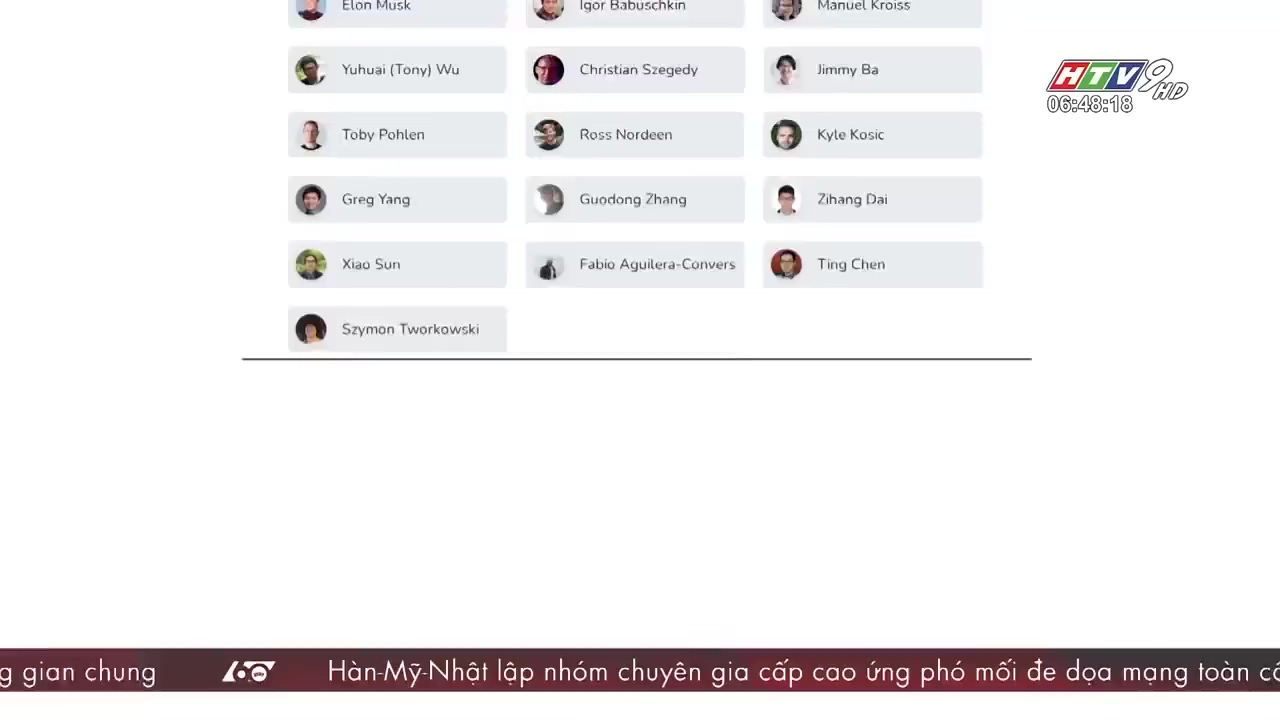 Elon Musk
Igor Babuschkin
Manuel Kroiss
Yuhuai (Tony) Wu
Christian Szegedy
Jimmy Ba
Toby Pohlen
Ross Nordeen
Kyle Kosic
Greg Yang
Guodong Zhang
Zihang Dai
Xiao Sun
Fabio Aguilera-Convers
Ting Chen
Szymon Tworkowski
HTV9 HD
06:48:18
g gian chung
60
Hàn-Mỹ-Nhật lập nhóm chuyên gia cấp cao ứng phó mối đe dọa mạng toàn